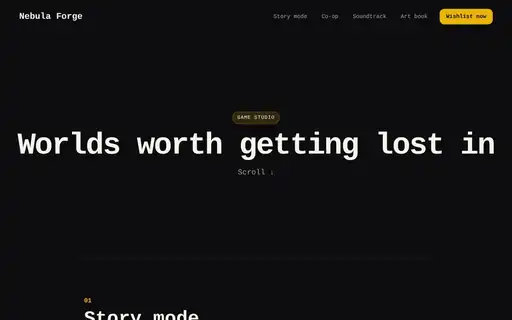 Nebula Forge
Story mode
Co-op
Soundtrack
Art book
Wishlist now
GAME STUDIO
Worlds worth getting lost in
Scroll ↓
01
Story mode